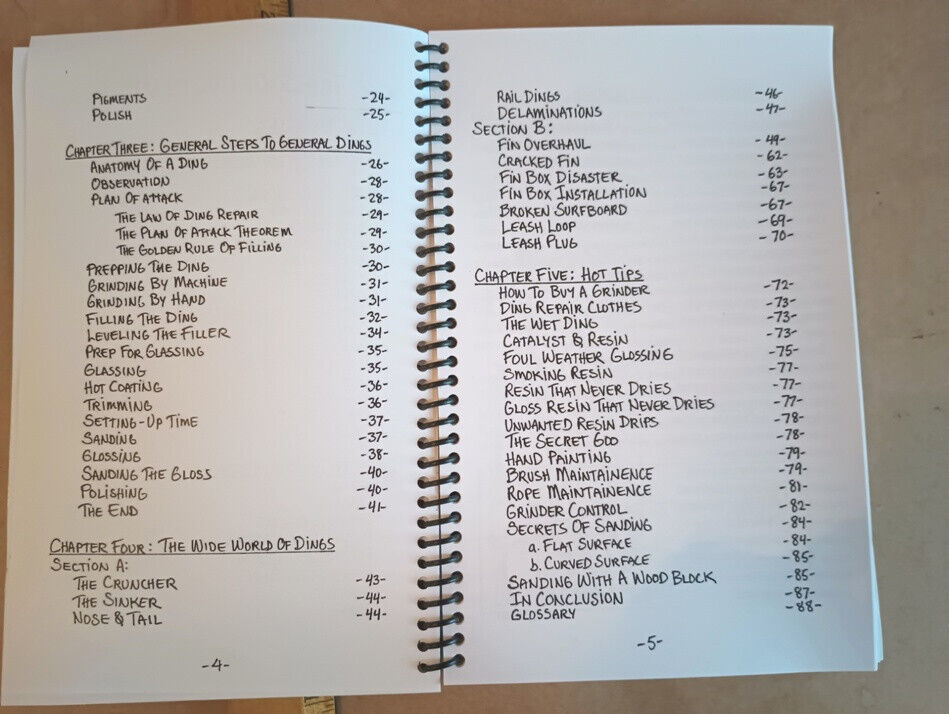 PIGMENTS -24-
POLISH -25-
CHAPTER THREE: GENERAL STEPS TO GENERAL DINGS
ANATOMY OF A DING -26-
OBSERVATION -28-
PLAN OF ATTACK -28-
THE LAW OF DING REPAIR -29-
THE PLAN OF ATTACK THEOREM -29-
THE GOLDEN RULE OF FILLING -30-
PREPPING THE DING -30-
GRINDING BY MACHINE -31-
GRINDING BY HAND -31-
FILLING THE DING -32-
LEVELING THE FILLER -34-
PREP FOR GLASSING -35-
GLASSING -35-
HOT COATING -36-
TRIMMING -36-
SETTING-UP TIME -37-
SANDING -37-
GLOSSING -38-
SANDING THE GLOSS -40-
POLISHING -40-
THE END -41-
CHAPTER FOUR: THE WIDE WORLD OF DINGS
SECTION A:
THE CRUNCHER -43-
THE SINKER -44-
NOSE & TAIL -44-
-4-
RAIL DINGS -46-
DELAMINATIONS -47-
SECTION B:
FIN OVERHAUL -49-
CRACKED FIN -62-
FIN BOX DISASTER -63-
FIN BOX INSTALLATION -67-
BROKEN SURFBOARD -67-
LEASH LOOP -69-
LEASH PLUG -70-
CHAPTER FIVE: HOT TIPS
HOW TO BUY A GRINDER -72-
DING REPAIR CLOTHES -73-
THE WET DING -73-
CATALYST & RESIN -73-
FOUL WEATHER GLOSSING -75-
SMOKING RESIN -77-
RESIN THAT NEVER DRIES -77-
GLOSS RESIN THAT NEVER DRIES -77-
UNWANTED RESIN DRIPS -78-
THE SECRET GOO -78-
HAND PAINTING -79-
BRUSH MAINTAINENCE -79-
ROPE MAINTAINENCE -81-
GRINDER CONTROL -82-
SECRETS OF SANDING -84-
a. FLAT SURFACE -84-
b. CURVED SURFACE -85-
SANDING WITH A WOOD BLOCK -85-
IN CONCLUSION -87-
GLOSSARY -88-
-5-